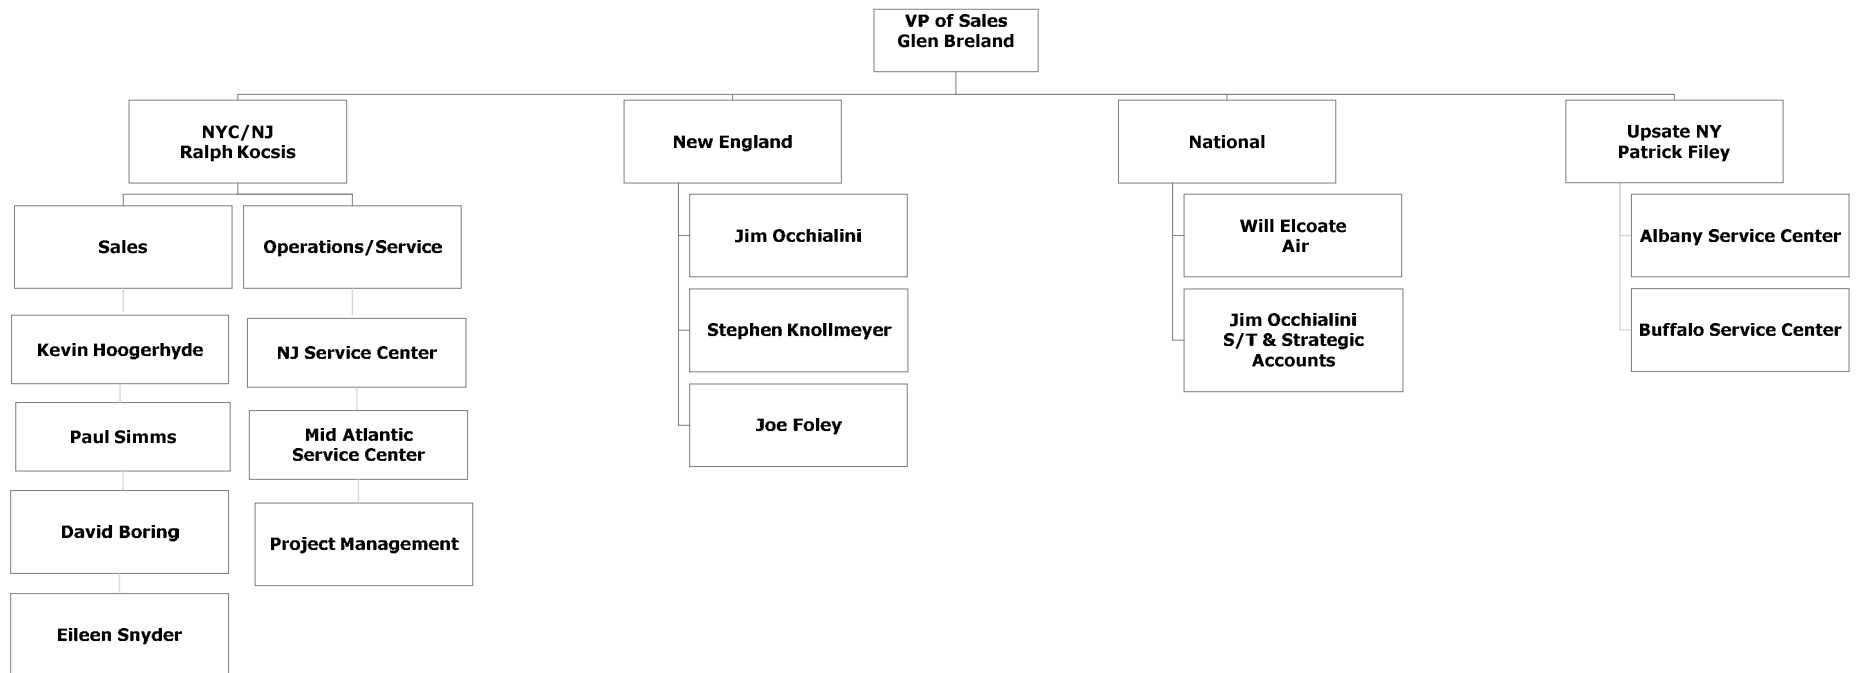 VP of Sales
Glen Breland
NYC/NJ
Ralph Kocsis
New England
National
Upsate NY
Patrick Filey
Sales
Operations/Service
Jim Occhialini
Will Elcoate
Air
Albany Service Center
Kevin Hoogerhyde
NJ Service Center
Stephen Knollmeyer
Jim Occhialini
S/T & Strategic
Accounts
Buffalo Service Center
Paul Simms
Mid Atlantic
Service Center
Joe Foley
David Boring
Project Management
Eileen Snyder